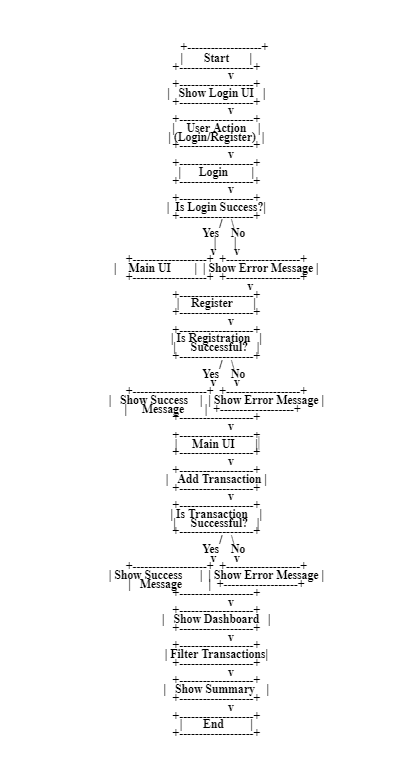 Start
v
Show Login UI
v
User Action
(Login/Register)
v
Login
v
Is Login Success?
Yes No
v v
Main UI Show Error Message
v
Register
v
Is Registration
Successful?
Yes No
v v
Show Success Show Error Message
Message
v
Main UI
v
Add Transaction
v
Is Transaction
Successful?
Yes No
v v
Show Success Show Error Message
Message
v
Show Dashboard
v
Filter Transactions
v
Show Summary
v
End